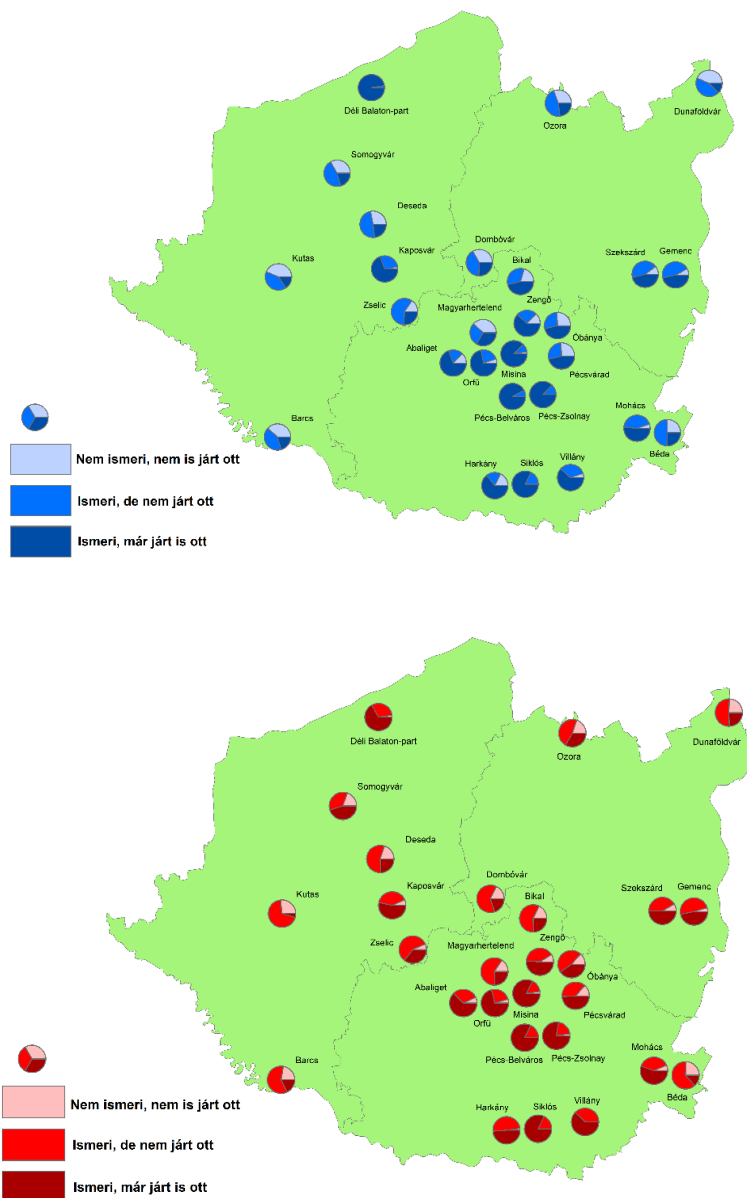 Déli Balaton-part
Ozora
Dunaföldvár
Somogyvár
Deseda
Kaposvár
Kutas
Dombóvár
Bikal
Szekszárd
Gemenc
Zselic
Magyarhertelend
Zengő
Óbánya
Abaliget
Orfű
Misina
Pécsvárad
Pécs-Belváros
Pécs-Zsolnay
Mohács
Béda
Barcs
Harkány
Siklós
Villány
Nem ismeri, nem is járt ott
Ismeri, de nem járt ott
Ismeri, már járt is ott
Déli Balaton-part
Ozora
Dunaföldvár
Somogyvár
Deseda
Kaposvár
Kutas
Dombóvár
Bikal
Szekszárd
Gemenc
Zselic
Magyarhertelend
Zengő
Óbánya
Abaliget
Orfű
Misina
Pécsvárad
Pécs-Belváros
Pécs-Zsolnay
Mohács
Béda
Barcs
Harkány
Siklós
Villány
Nem ismeri, nem is járt ott
Ismeri, de nem járt ott
Ismeri, már járt is ott